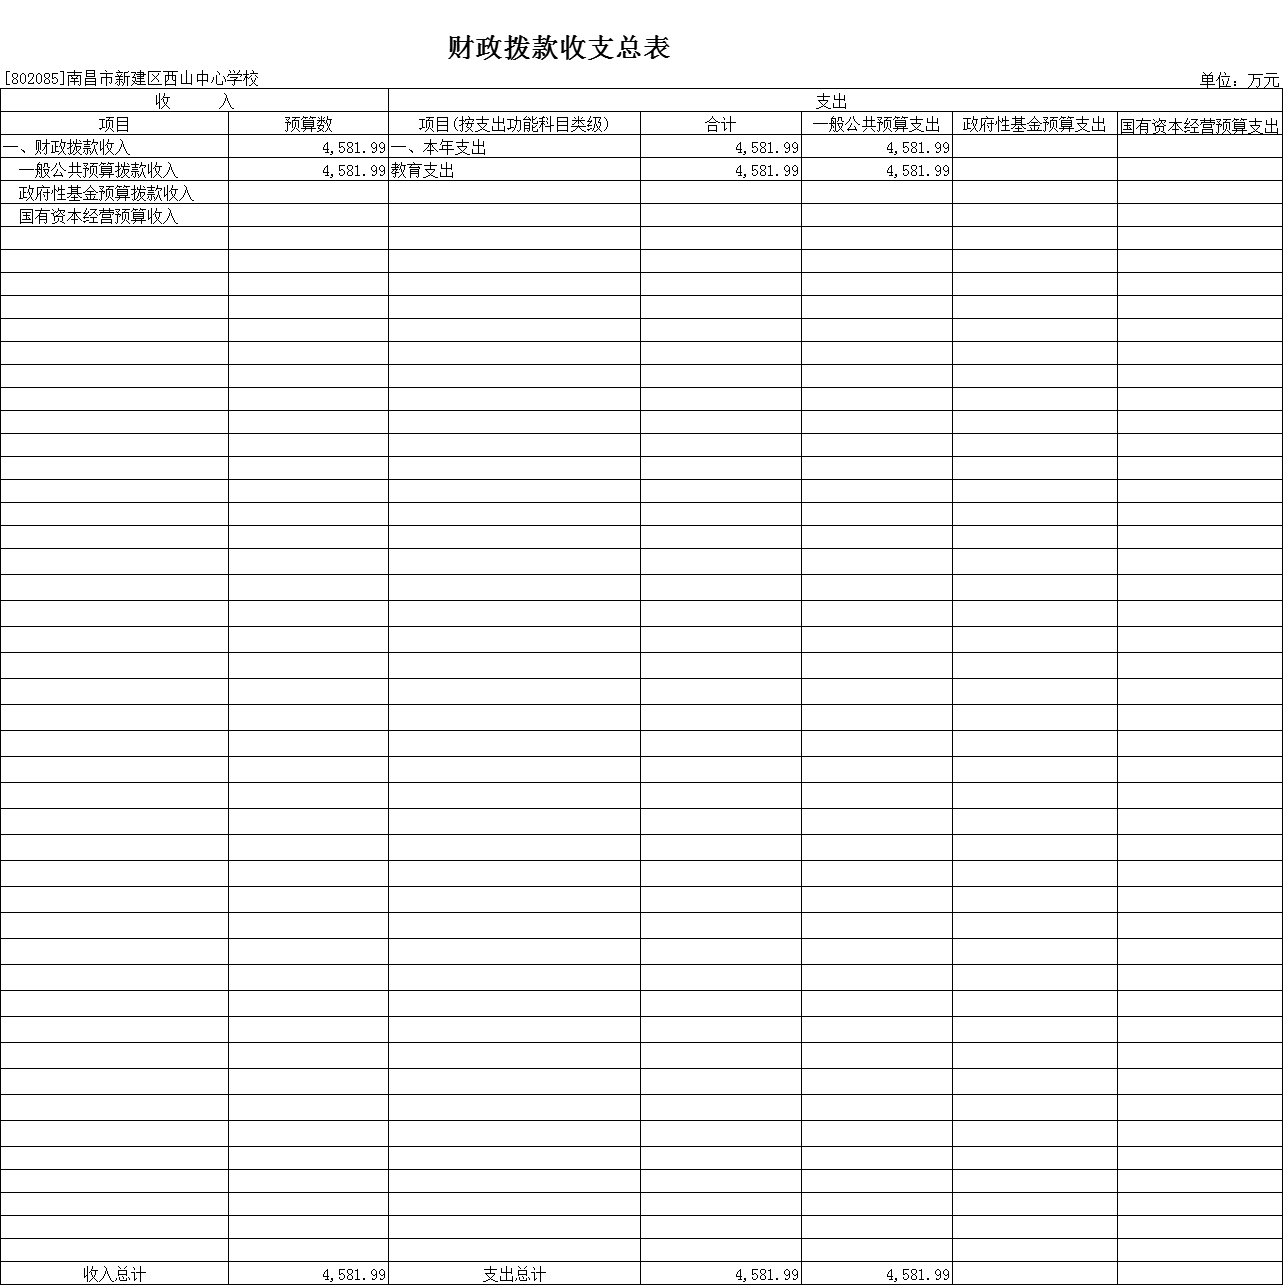 财政拨款收支总表
[802085]南昌市新建区西山中心学校 单位：万元
收 入 支出
项目 预算数 项目(按支出功能科目类级) 合计 一般公共预算支出 政府性基金预算支出 国有资本经营预算支出
一、财政拨款收入 4,581.99 一、本年支出 4,581.99 4,581.99
一般公共预算拨款收入 4,581.99 教育支出 4,581.99 4,581.99
政府性基金预算拨款收入
国有资本经营预算收入
收入总计 4,581.99 支出总计 4,581.99 4,581.99